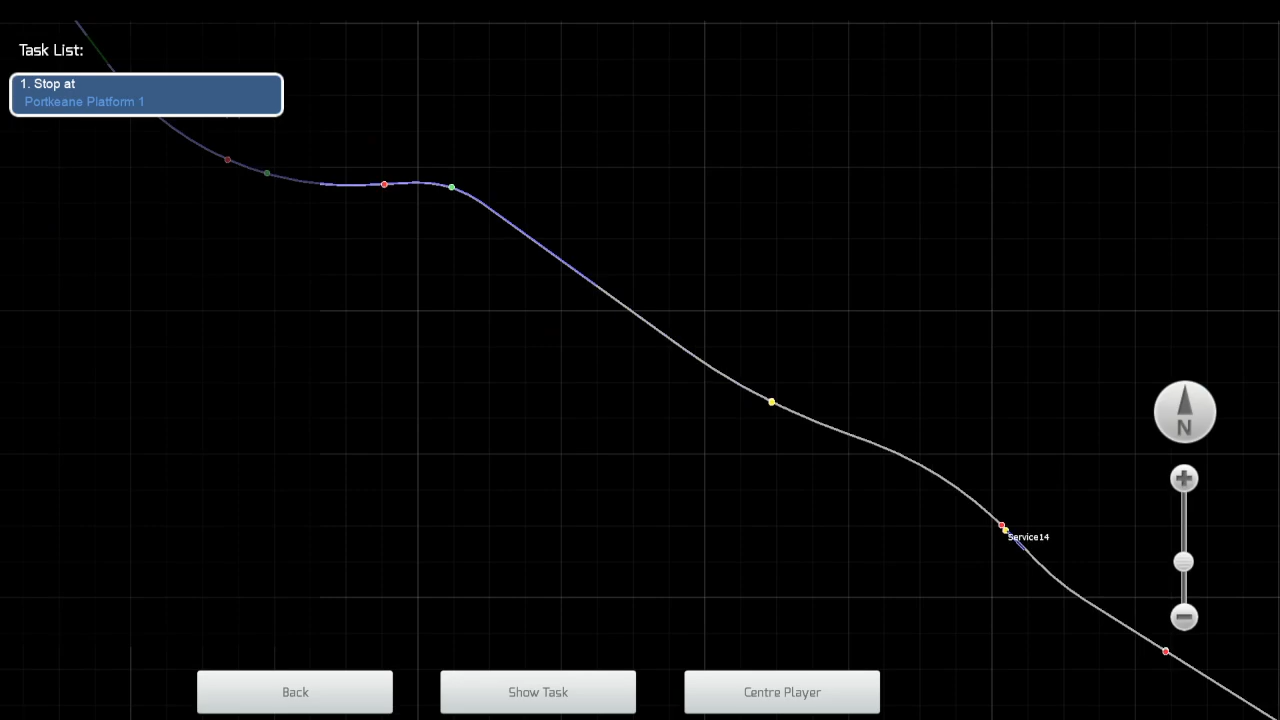 Task List:
1. Stop at
Portkeane Platform 1
N
Service14
Back
Show Task
Centre Player